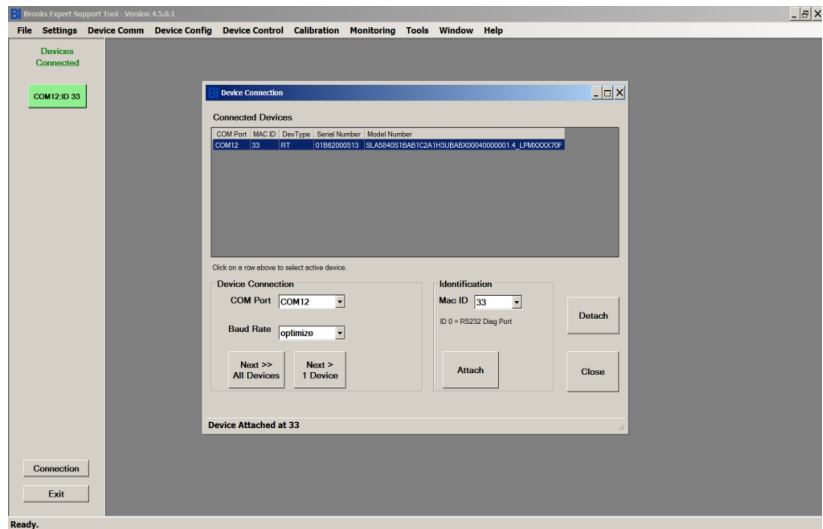 Brooks Expert Support Tool - Version 4.5.0.1
File Settings Device Comm Device Config Device Control Calibration Monitoring Tools Window Help
Devices
Connected
COM12:ID 33
Device Connection
Connected Devices
COM Port MAC ID DevType Serial Number Model Number
COM12 33 RT 01B62000513
Click on a row above to select active device.
Device Connection
COM Port COM12
Baud Rate optimize
Next >>
All Devices
Next >
1 Device
Identification
Mac ID 33
ID 0 = RS232 Diag Port
Attach
Detach
Close
Device Attached at 33
Connection
Exit
Ready.